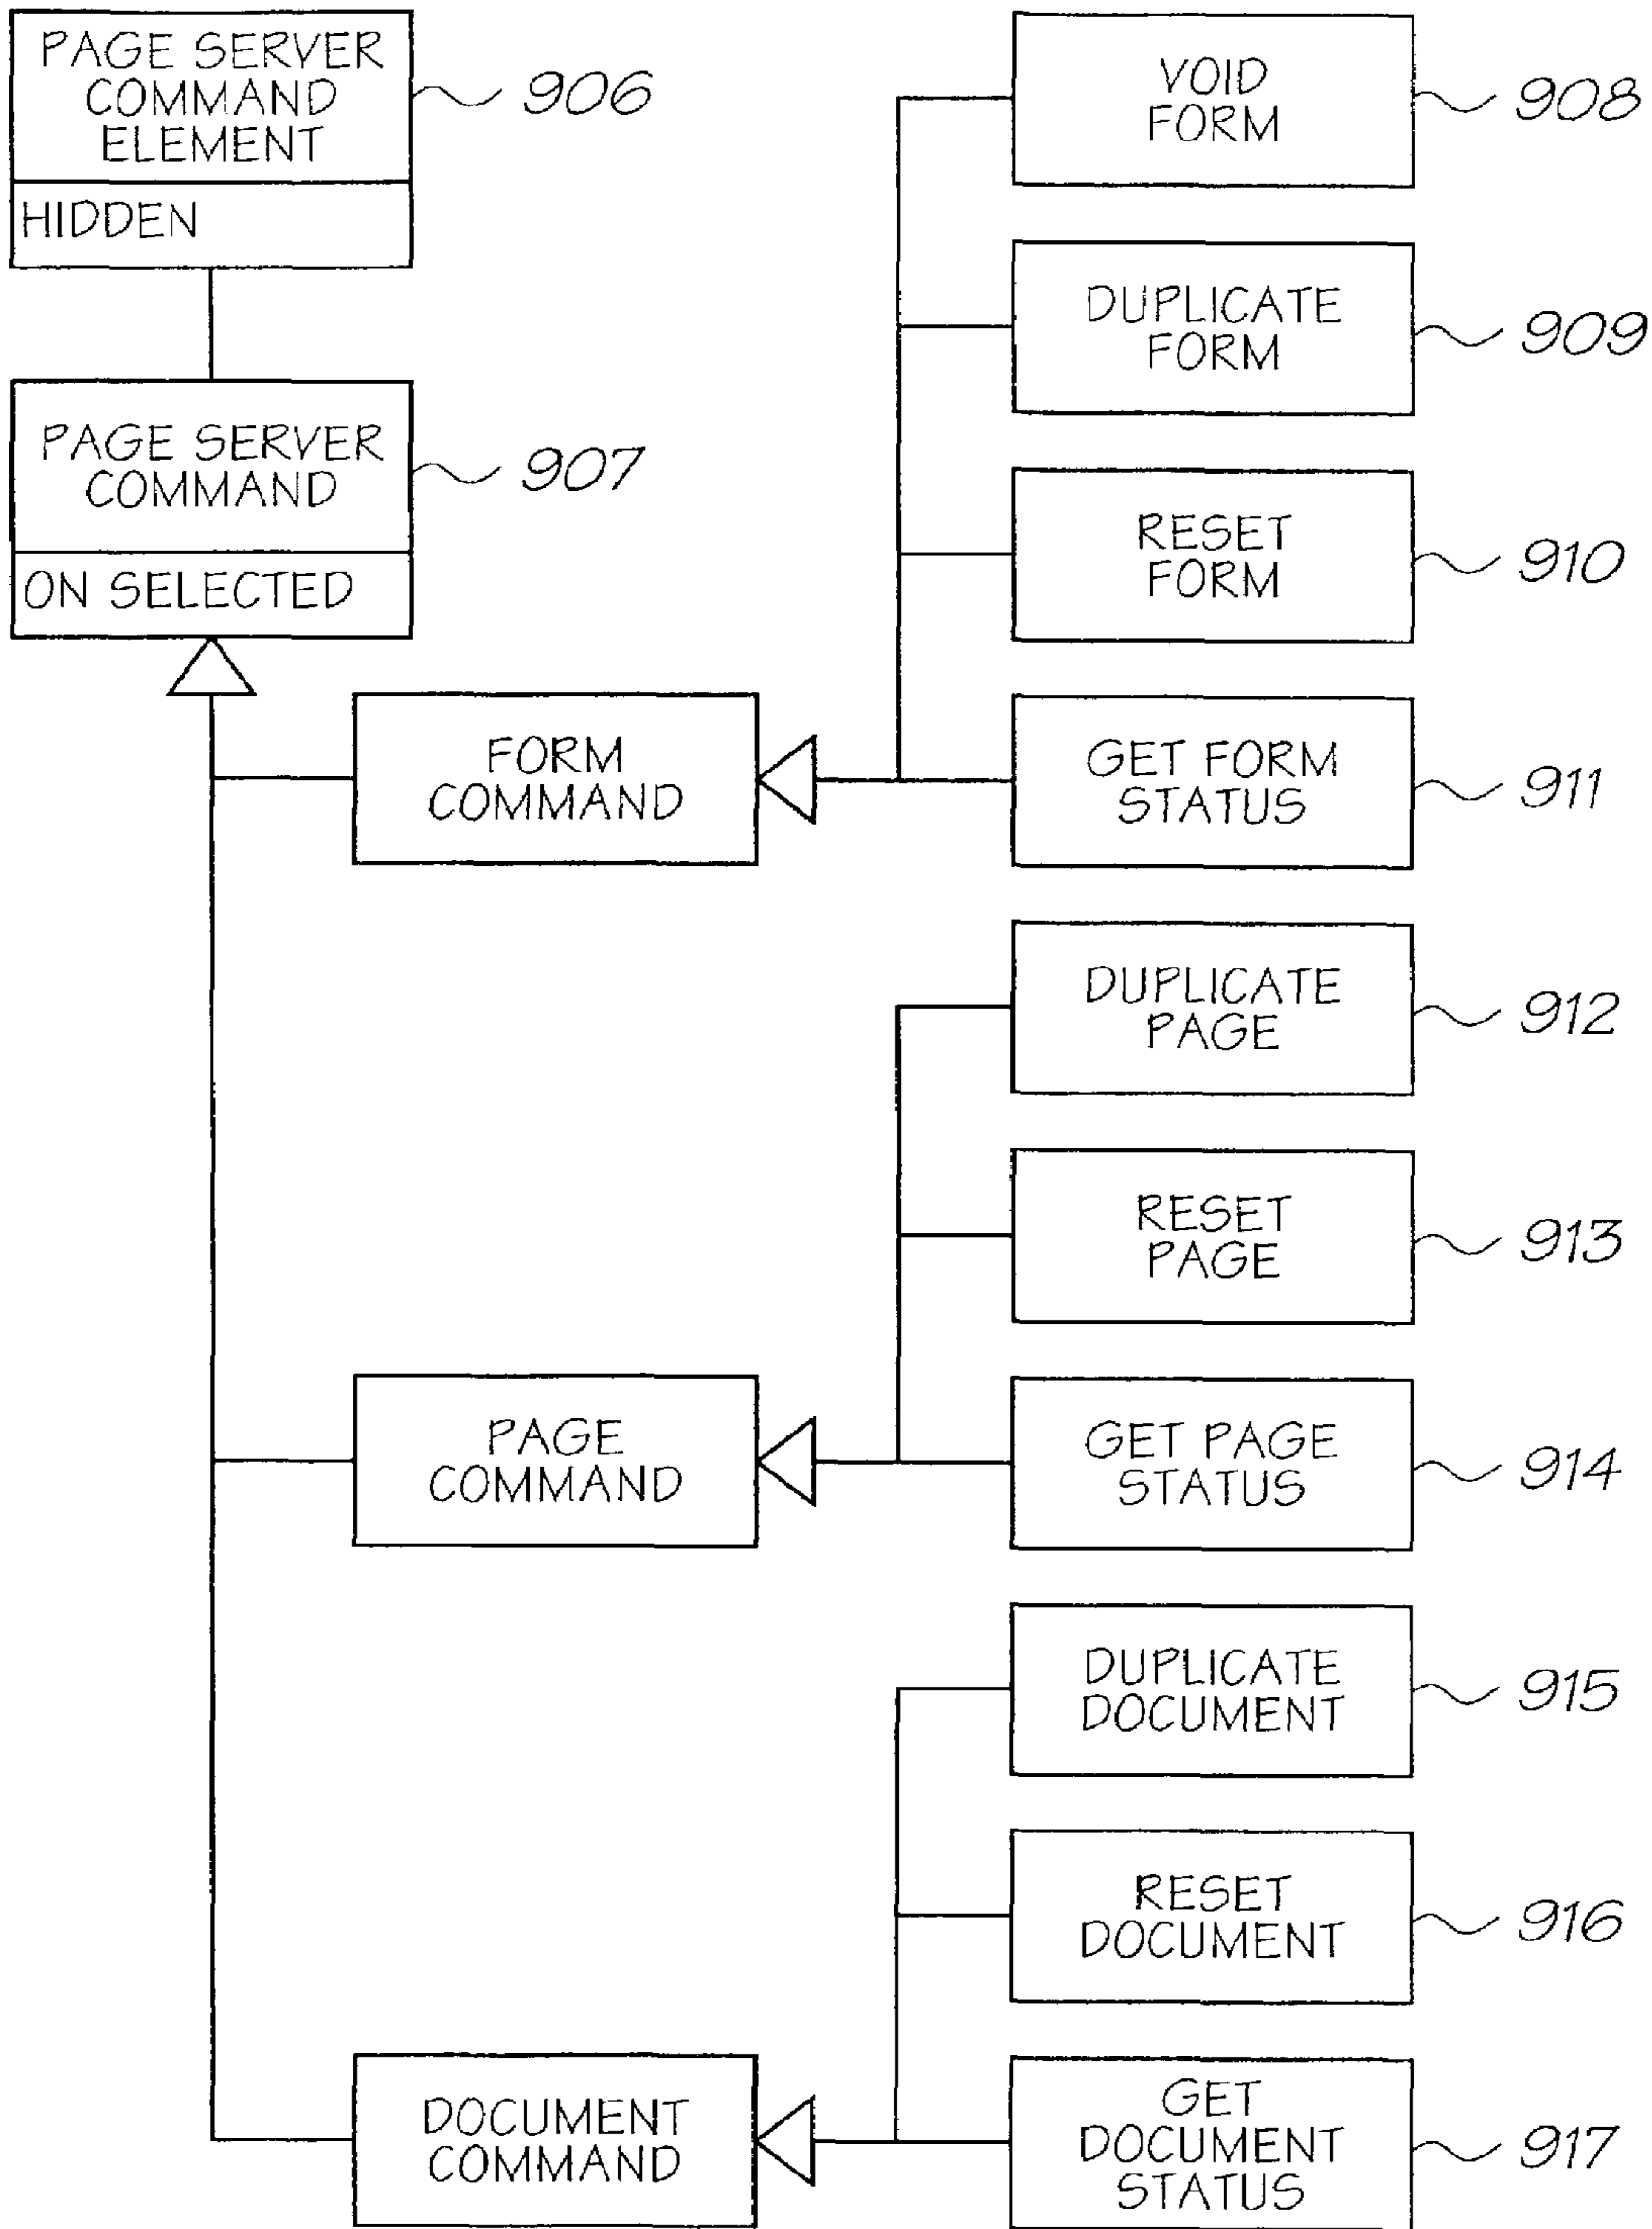 PAGE SERVER
COMMAND
ELEMENT
HIDDEN
906
PAGE SERVER
COMMAND
ON SELECTED
907
VOID
FORM
908
DUPLICATE
FORM
909
RESET
FORM
910
FORM
COMMAND
GET FORM
STATUS
911
DUPLICATE
PAGE
912
RESET
PAGE
913
PAGE
COMMAND
GET PAGE
STATUS
914
DUPLICATE
DOCUMENT
915
RESET
DOCUMENT
916
DOCUMENT
COMMAND
GET
DOCUMENT
STATUS
917